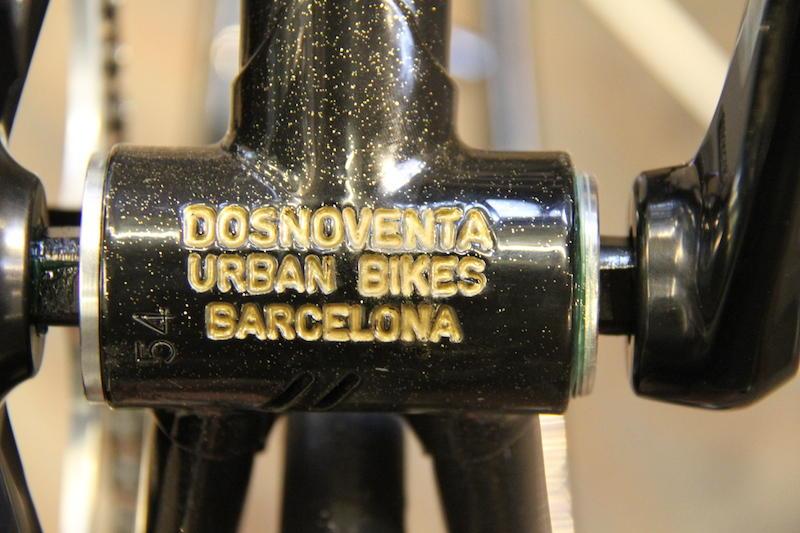 DOSNOVENTA
URBAN BIKES
BARCELONA
54